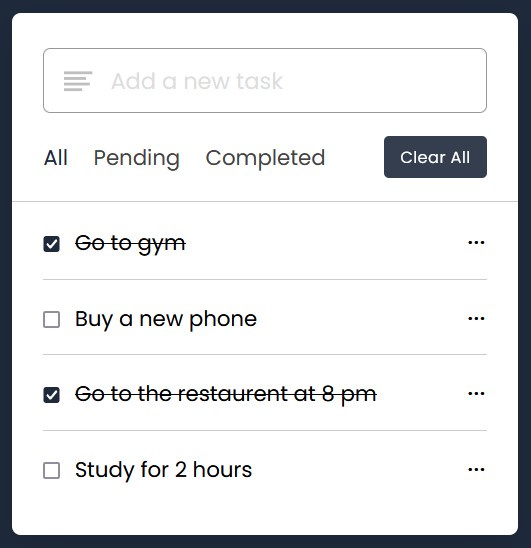 Add a new task
All Pending Completed Clear All
Go to gym
Buy a new phone
Go to the restaurent at 8 pm
Study for 2 hours